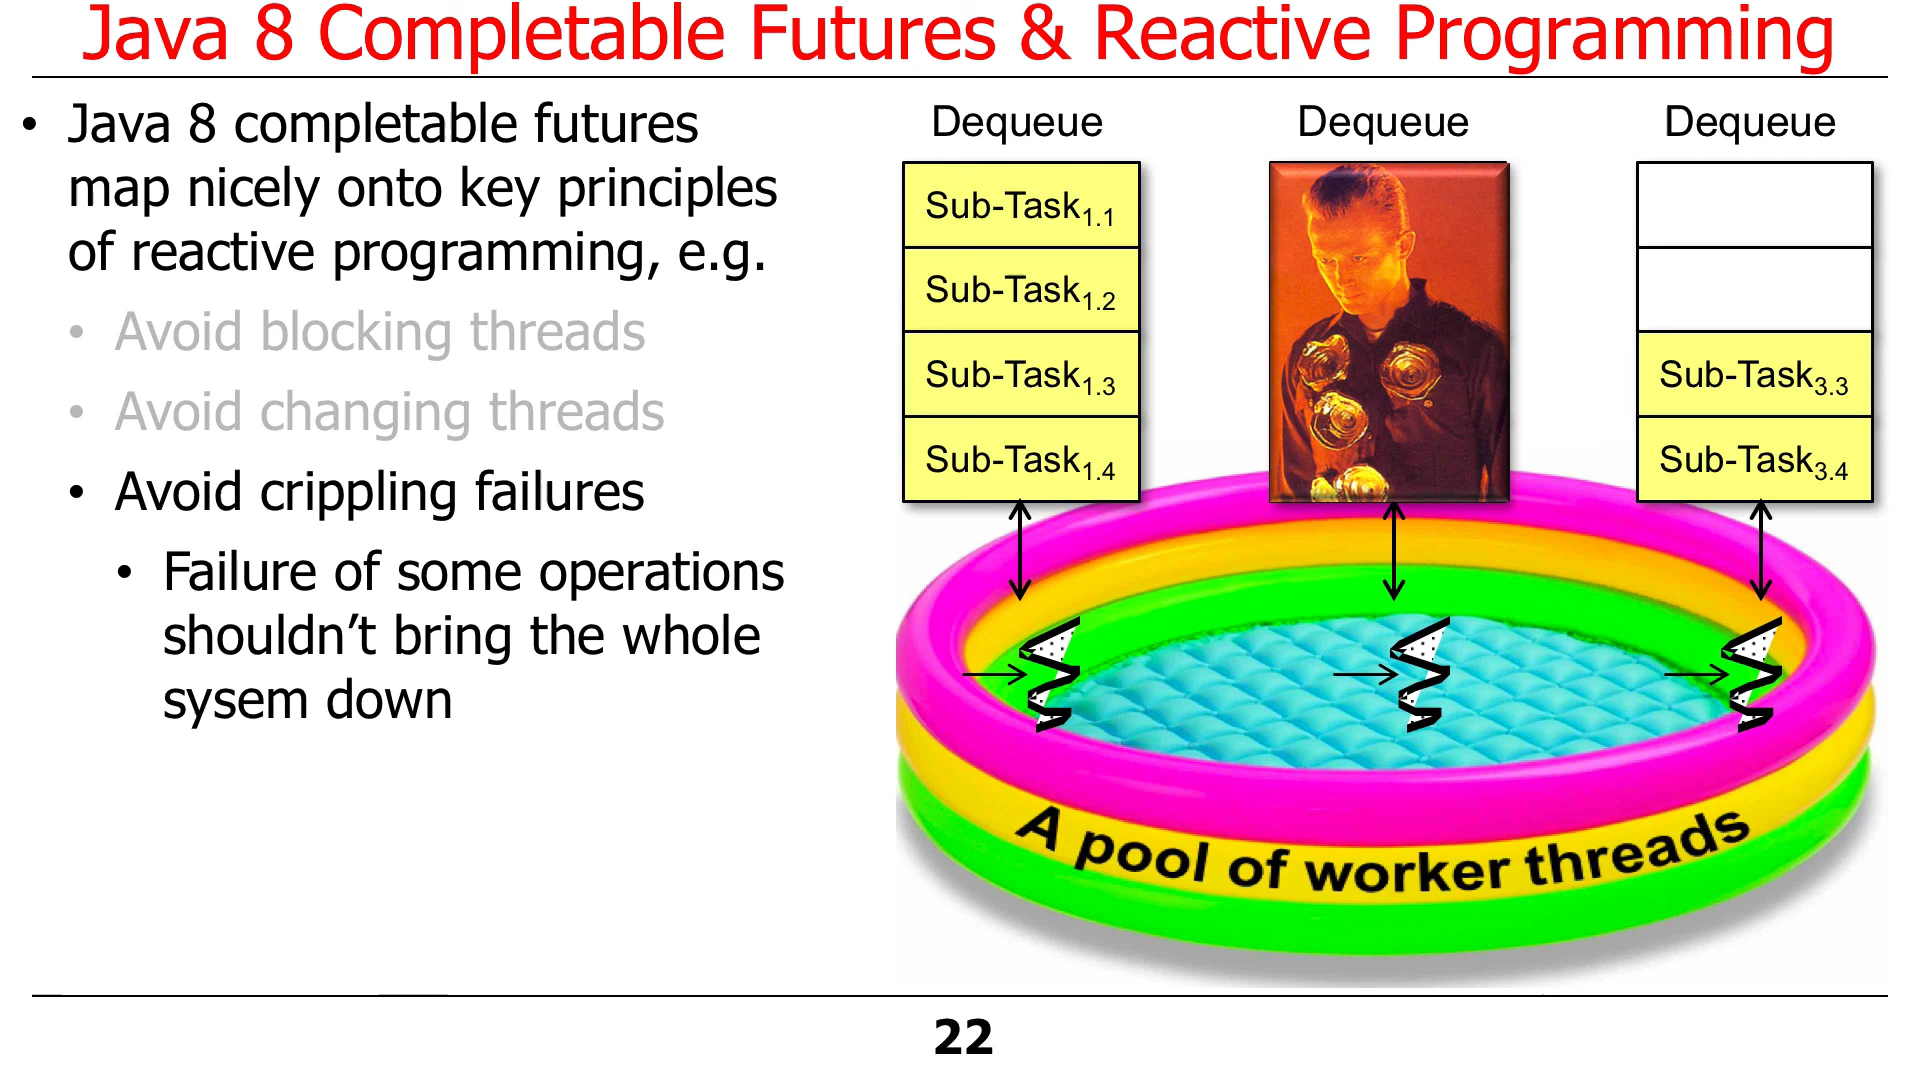 Java 8 Completable Futures & Reactive Programming
• Java 8 completable futures
map nicely onto key principles
of reactive programming, e.g.
• Avoid blocking threads
• Avoid changing threads
• Avoid crippling failures
• Failure of some operations
shouldn’t bring the whole
sysem down
Dequeue
Sub-Task1.1
Sub-Task1.2
Sub-Task1.3
Sub-Task1.4
Dequeue
Dequeue
Sub-Task3.3
Sub-Task3.4
A pool of worker threads
22